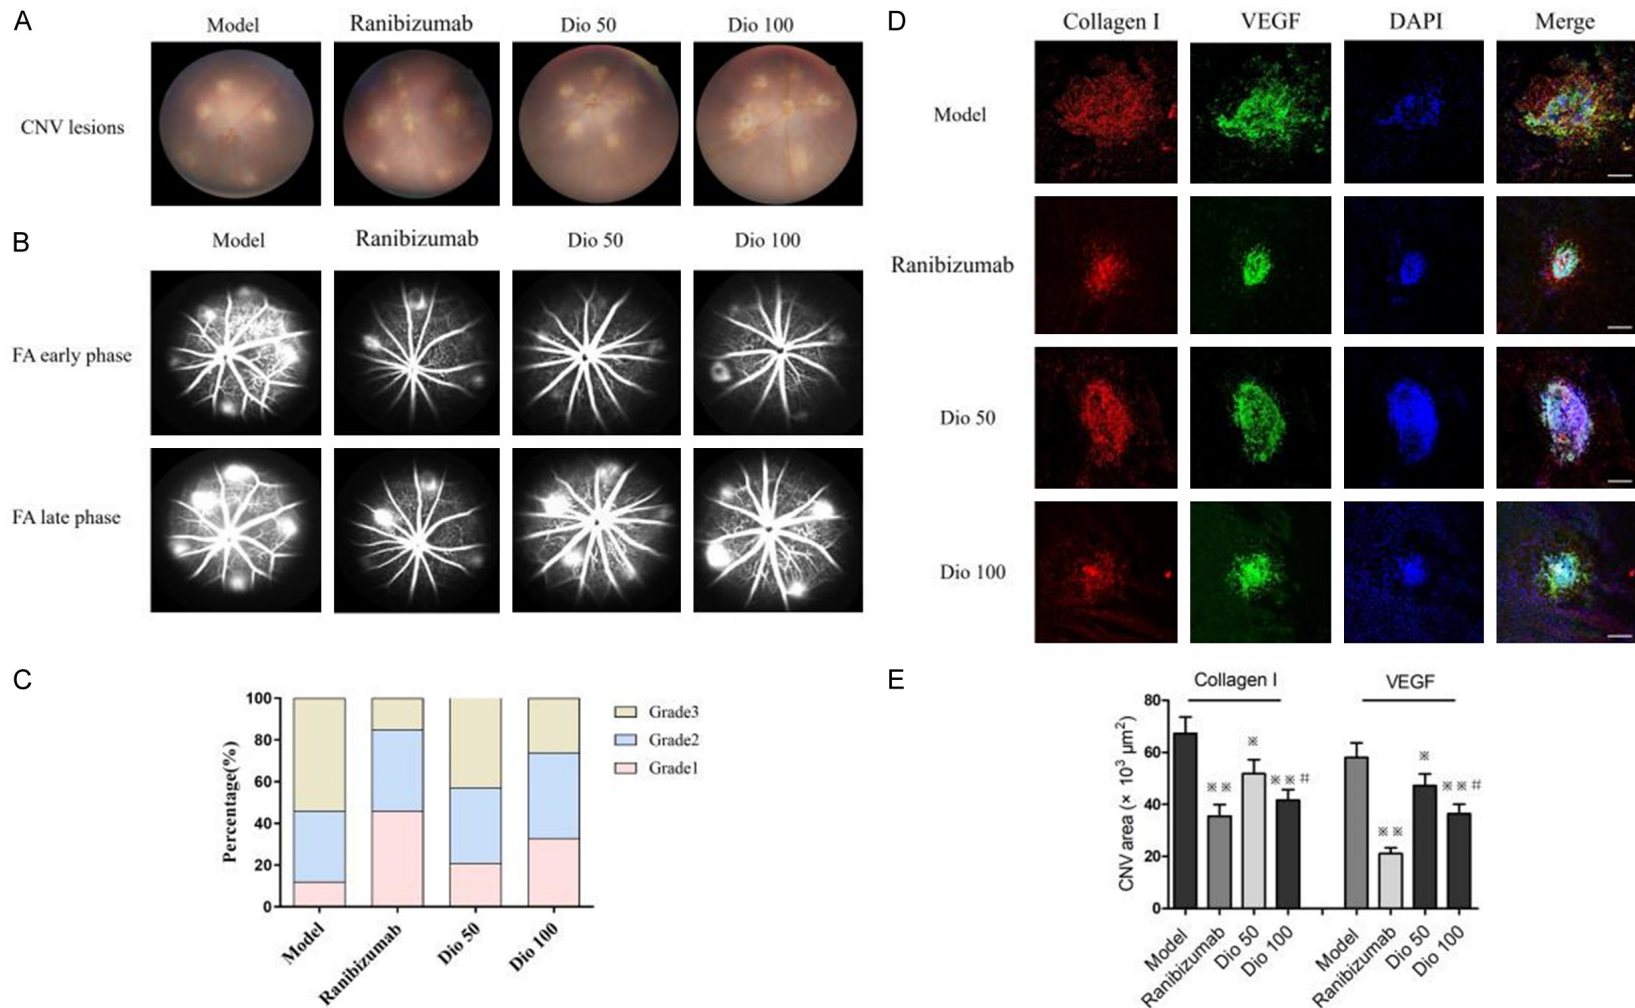 A
Model Ranibizumab Dio 50 Dio 100
CNV lesions
B
Model Ranibizumab Dio 50 Dio 100
FA early phase
FA late phase
C
100
80
60
40
20
0
Percentage(%)
Grade3
Grade2
Grade1
Model Ranibizumab Dio 50 Dio 100
D
Collagen I VEGF DAPI Merge
Model
Ranibizumab
Dio 50
Dio 100
E
Collagen I VEGF
80
60
40
20
0
CNV area (× 10³ μm²)
※※ ※ ※※# ※※ ※ ※※#
Model Ranibizumab Dio 50 Dio 100 Model Ranibizumab Dio 50 Dio 100